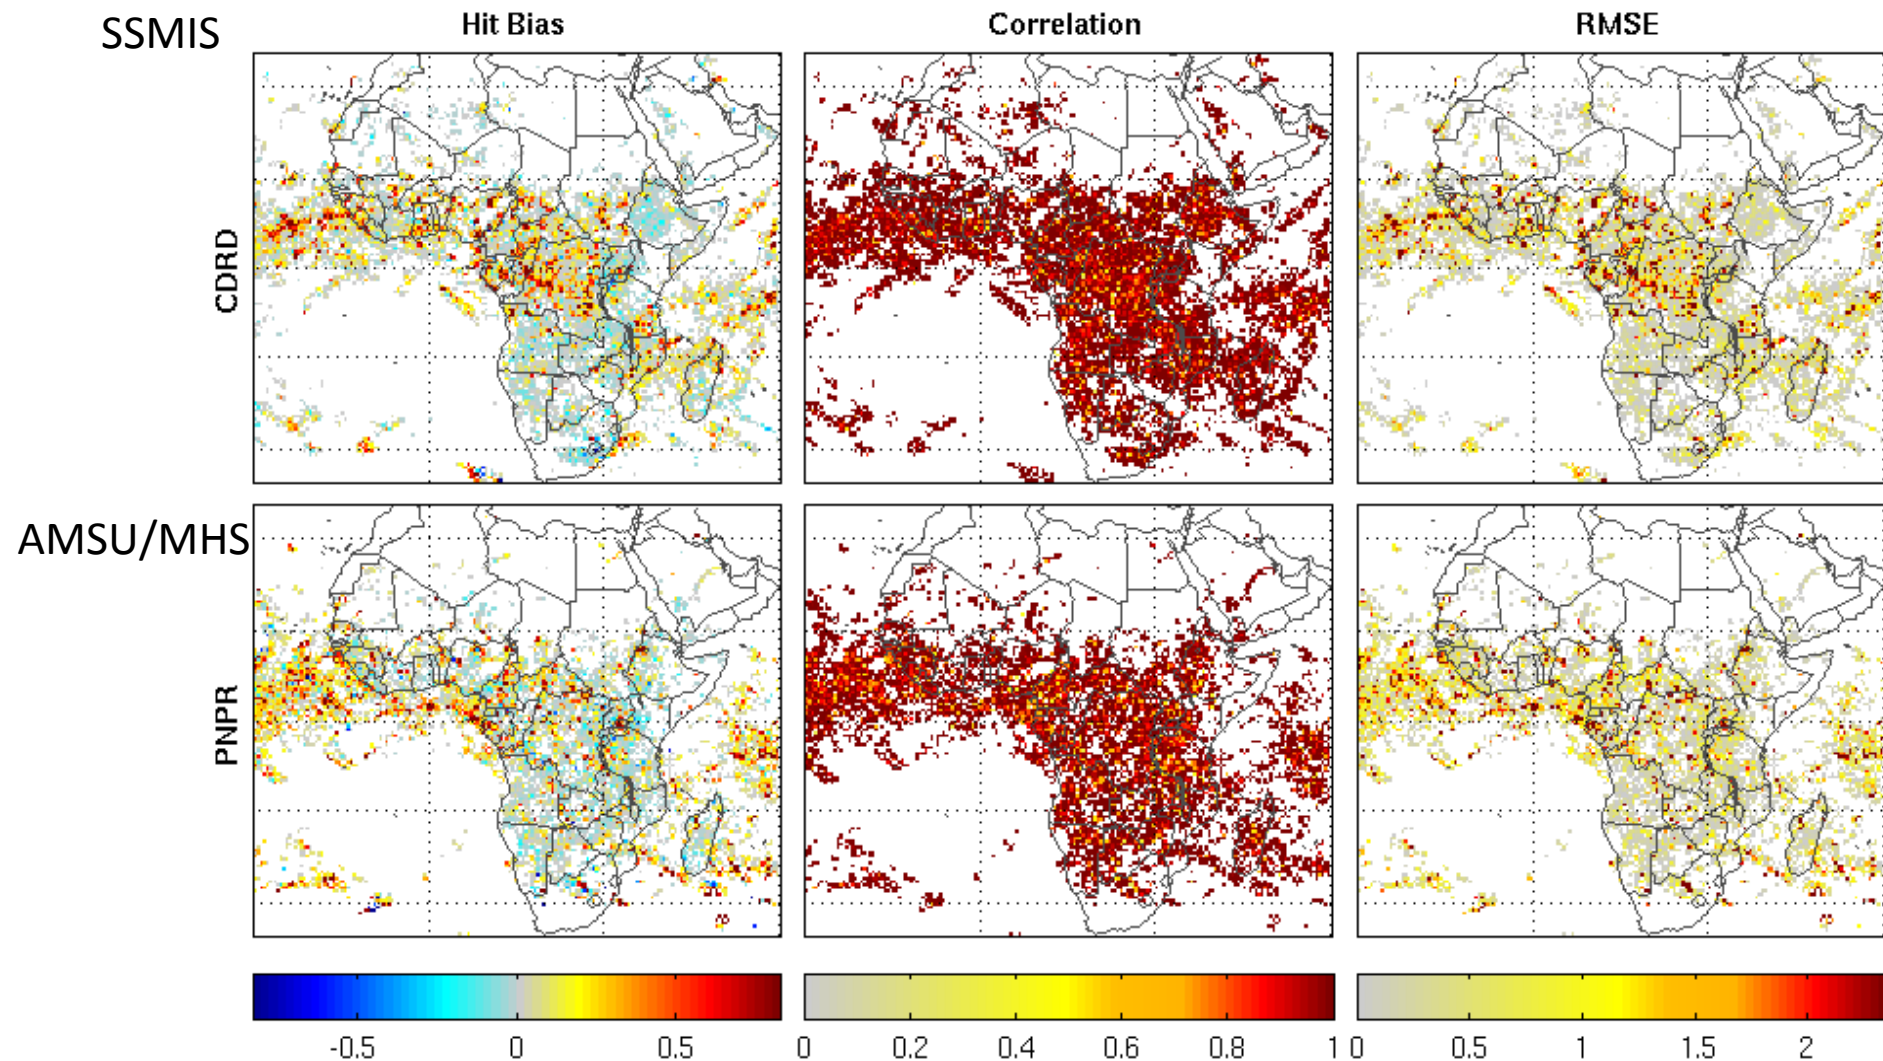 SSMIS
Hit Bias
Correlation
RMSE
CDRD
AMSU/MHS
PNPR
-0.5 0 0.5
0 0.2 0.4 0.6 0.8 1
0 0.5 1 1.5 2